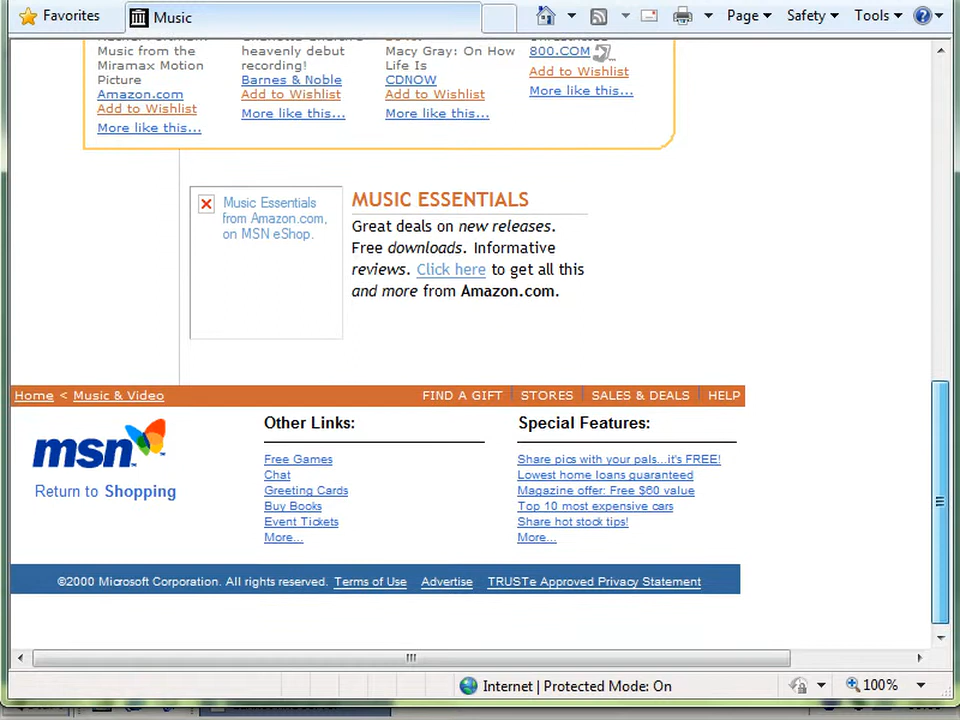 Favorites Music Page Safety Tools
Music from the
Miramax Motion
Picture
Amazon.com
Add to Wishlist
More like this...
heavenly debut
recording!
Barnes & Noble
Add to Wishlist
More like this...
Macy Gray: On How
Life Is
CDNOW
Add to Wishlist
More like this...
800.COM
Add to Wishlist
More like this...
Music Essentials
from Amazon.com,
on MSN eShop.
MUSIC ESSENTIALS
Great deals on new releases.
Free downloads. Informative
reviews. Click here to get all this
and more from Amazon.com.
Home < Music & Video FIND A GIFT STORES SALES & DEALS HELP
msn
Return to Shopping
Other Links:
Free Games
Chat
Greeting Cards
Buy Books
Event Tickets
More...
Special Features:
Share pics with your pals...it's FREE!
Lowest home loans guaranteed
Magazine offer: Free $60 value
Top 10 most expensive cars
Share hot stock tips!
More...
©2000 Microsoft Corporation. All rights reserved. Terms of Use Advertise TRUSTe Approved Privacy Statement
Internet | Protected Mode: On 100%